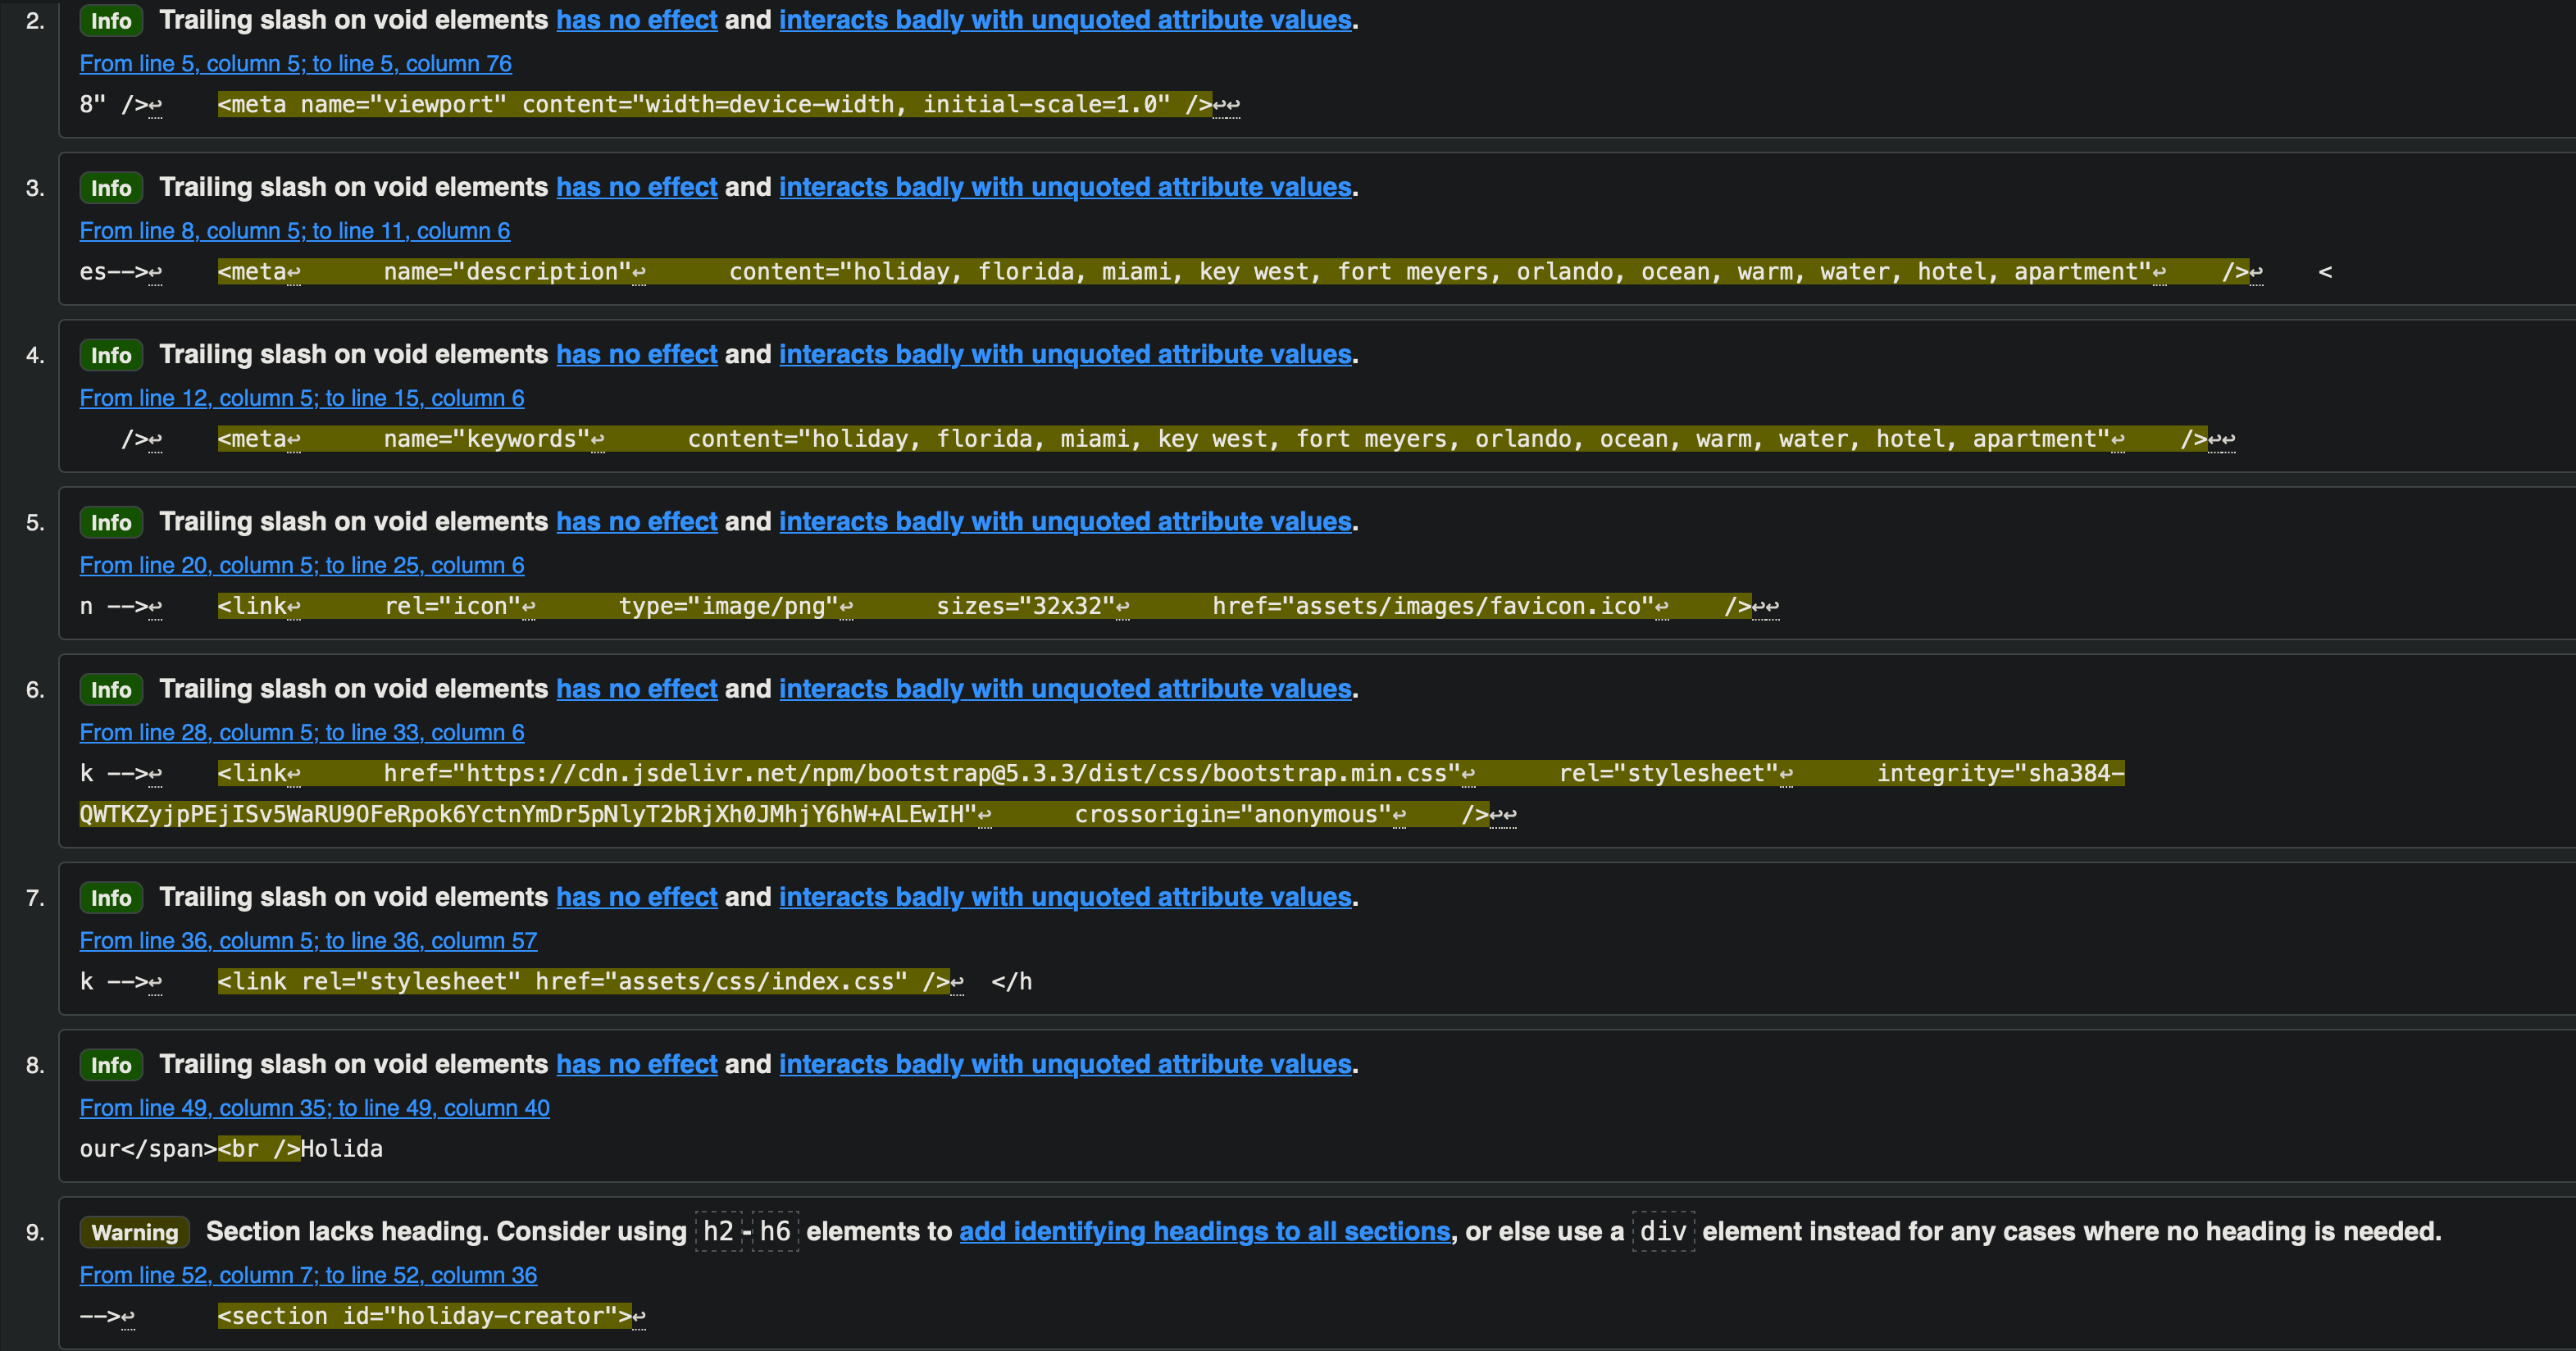 2. Info Trailing slash on void elements has no effect and interacts badly with unquoted attribute values.
From line 5, column 5; to line 5, column 76
8" />↩    <meta name="viewport" content="width=device-width, initial-scale=1.0" />↩↩
3. Info Trailing slash on void elements has no effect and interacts badly with unquoted attribute values.
From line 8, column 5; to line 11, column 6
es-->↩    <meta↩      name="description"↩      content="holiday, florida, miami, key west, fort meyers, orlando, ocean, warm, water, hotel, apartment"↩    />↩    <
4. Info Trailing slash on void elements has no effect and interacts badly with unquoted attribute values.
From line 12, column 5; to line 15, column 6
   />↩    <meta↩      name="keywords"↩      content="holiday, florida, miami, key west, fort meyers, orlando, ocean, warm, water, hotel, apartment"↩    />↩↩
5. Info Trailing slash on void elements has no effect and interacts badly with unquoted attribute values.
From line 20, column 5; to line 25, column 6
n -->↩    <link↩      rel="icon"↩      type="image/png"↩      sizes="32x32"↩      href="assets/images/favicon.ico"↩    />↩↩
6. Info Trailing slash on void elements has no effect and interacts badly with unquoted attribute values.
From line 28, column 5; to line 33, column 6
k -->↩    <link↩      href="https://cdn.jsdelivr.net/npm/bootstrap@5.3.3/dist/css/bootstrap.min.css"↩      rel="stylesheet"↩      integrity="sha384-
QWTKZyjpPEjISv5WaRU9OFeRpok6YctnYmDr5pNlyT2bRjXh0JMhjY6hW+ALEwIH"↩      crossorigin="anonymous"↩    />↩↩
7. Info Trailing slash on void elements has no effect and interacts badly with unquoted attribute values.
From line 36, column 5; to line 36, column 57
k -->↩    <link rel="stylesheet" href="assets/css/index.css" />↩  </h
8. Info Trailing slash on void elements has no effect and interacts badly with unquoted attribute values.
From line 49, column 35; to line 49, column 40
our</span><br />Holida
9. Warning Section lacks heading. Consider using h2-h6 elements to add identifying headings to all sections, or else use a div element instead for any cases where no heading is needed.
From line 52, column 7; to line 52, column 36
-->↩      <section id="holiday-creator">↩